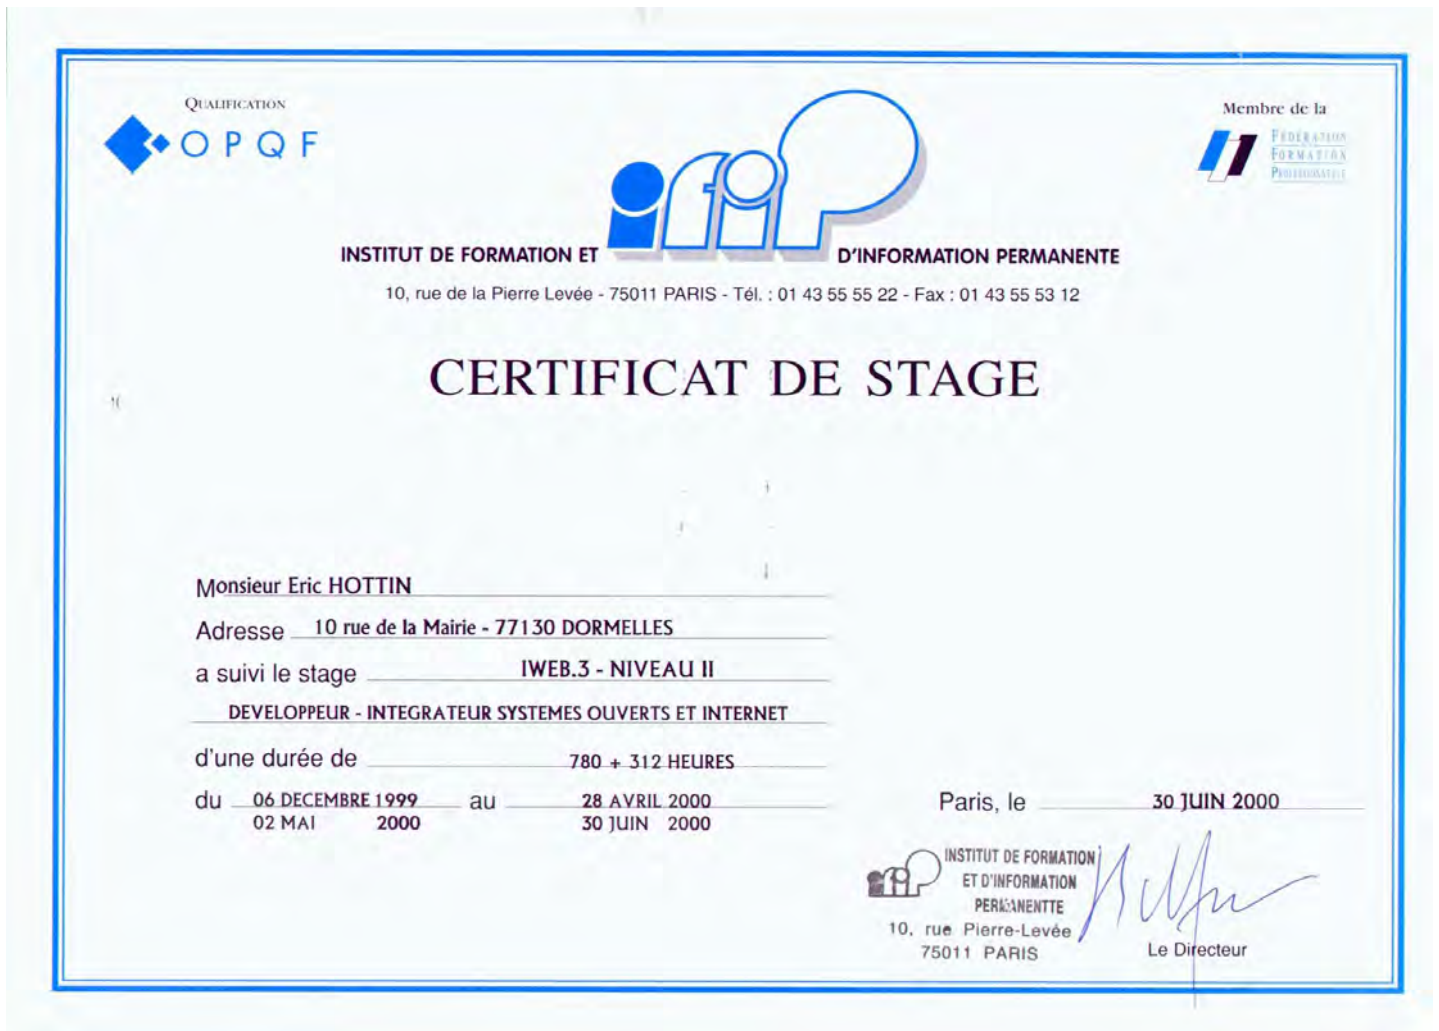 QUALIFICATION
OPQF
Membre de la
FÉDÉRATION
FORMATION
PROFESSIONNELLE
ifip
INSTITUT DE FORMATION ET D'INFORMATION PERMANENTE
10, rue de la Pierre Levée - 75011 PARIS - Tél. : 01 43 55 55 22 - Fax : 01 43 55 53 12
CERTIFICAT DE STAGE
Monsieur Eric HOTTIN
Adresse 10 rue de la Mairie - 77130 DORMELLES
a suivi le stage IWEB.3 - NIVEAU II
DEVELOPPEUR - INTEGRATEUR SYSTEMES OUVERTS ET INTERNET
d'une durée de 780 + 312 HEURES
du 06 DECEMBRE 1999 au 28 AVRIL 2000
02 MAI 2000 30 JUIN 2000
Paris, le 30 JUIN 2000
ifip
INSTITUT DE FORMATION
ET D'INFORMATION
PERMANENTTE
10, rue Pierre-Levée
75011 PARIS
Le Directeur